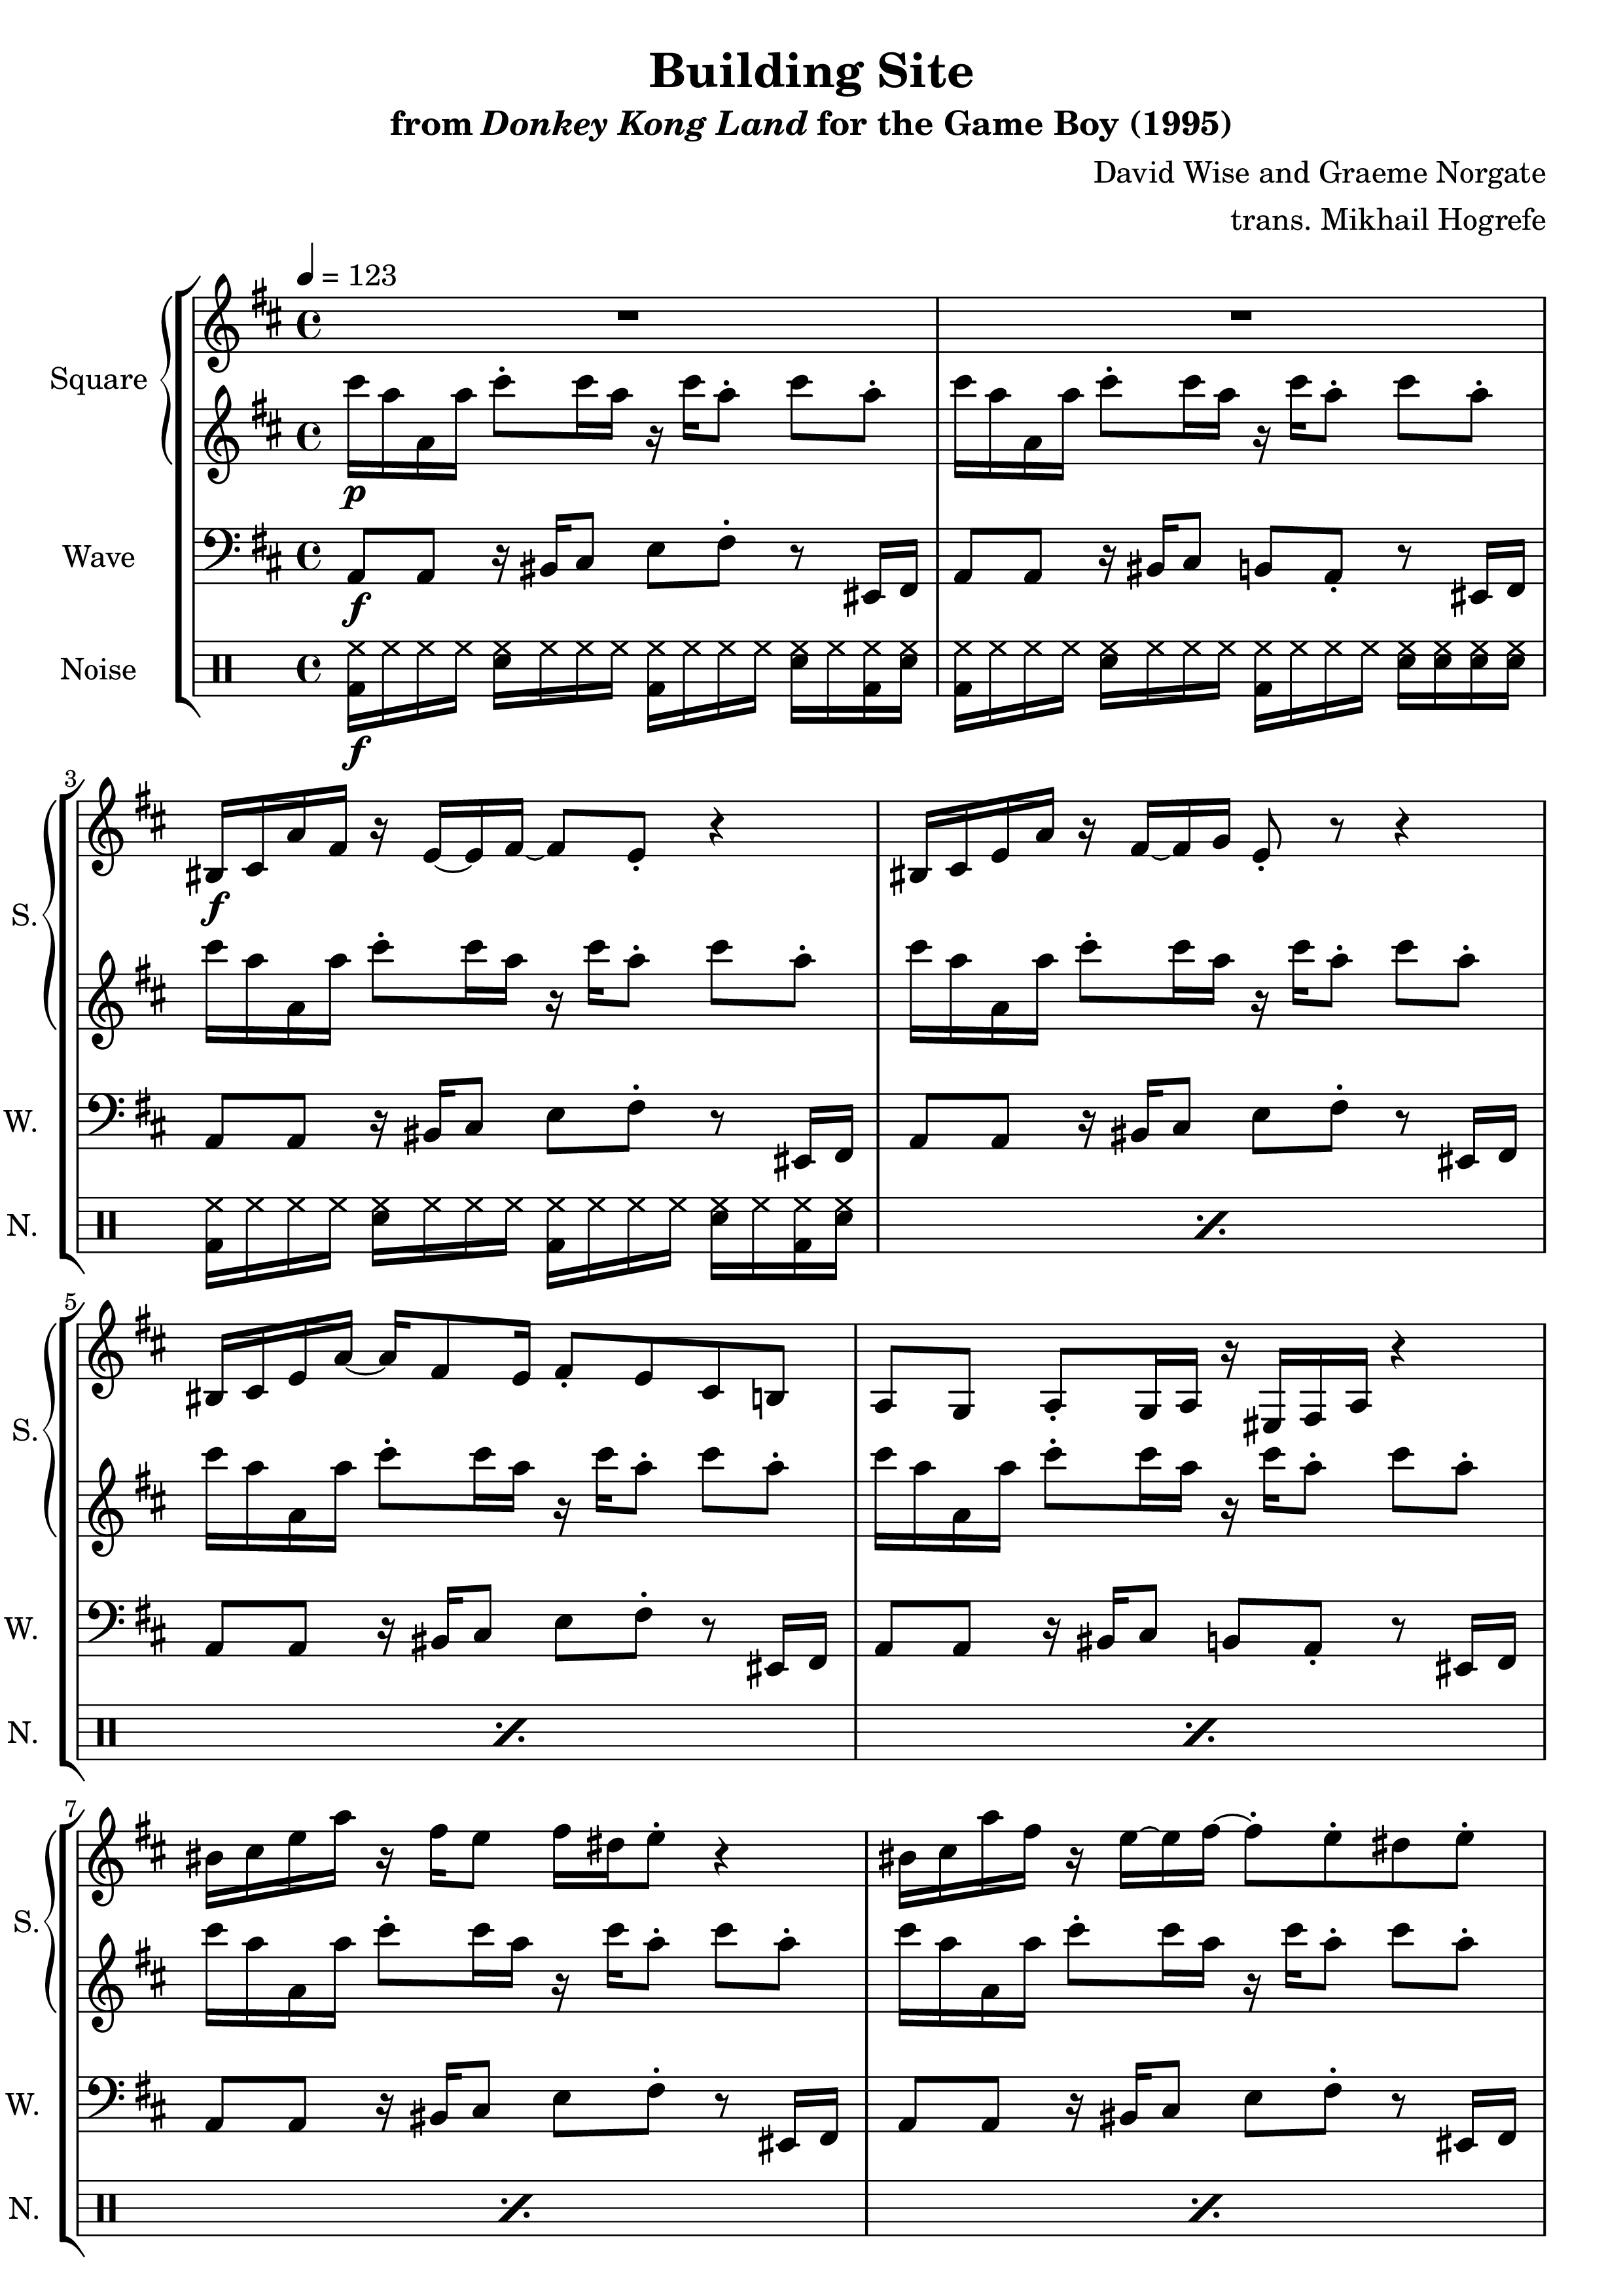 Building Site
from Donkey Kong Land for the Game Boy (1995)
David Wise and Graeme Norgate
trans. Mikhail Hogrefe
= 123
Square
p
Wave
f
Noise
f
3
S.
f
W.
N.
5
S.
W.
N.
7
S.
W.
N.